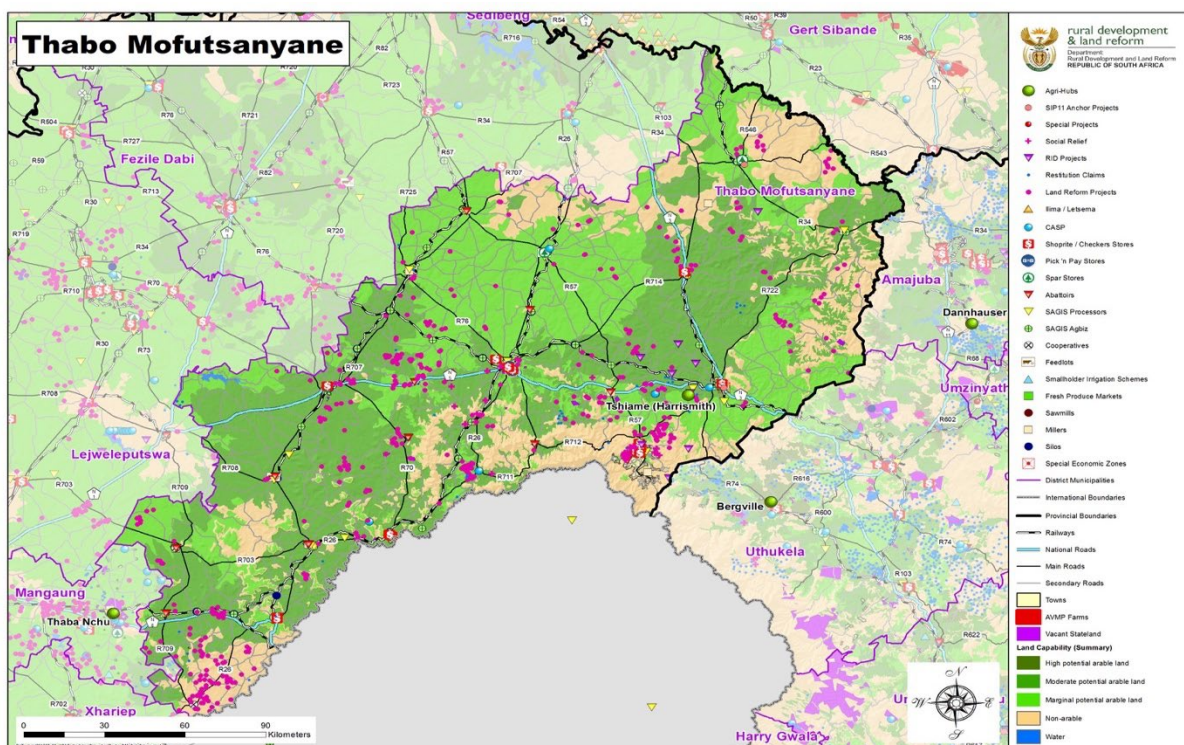 Thabo Mofutsanyane
rural development
& land reform
Department:
Rural Development and Land Reform
REPUBLIC OF SOUTH AFRICA
Agri-Hubs
SIP11 Anchor Projects
Special Projects
Social Relief
RID Projects
Restitution Claims
Land Reform Projects
Ilima / Letsema
CASP
Shoprite / Checkers Stores
Pick 'n Pay Stores
Spar Stores
Abattoirs
SAGIS Processors
SAGIS Agbiz
Cooperatives
Feedlots
Smallholder Irrigation Schemes
Fresh Produce Markets
Sawmills
Millers
Silos
Special Economic Zones
District Municipalities
International Boundaries
Provincial Boundaries
Railways
National Roads
Main Roads
Secondary Roads
Towns
AVMP Farms
Vacant Stateland
Land Capability (Summary)
High potential arable land
Moderate potential arable land
Marginal potential arable land
Non-arable
Water
Sedibeng
Gert Sibande
Fezile Dabi
Thabo Mofutsanyane
Amajuba
Dannhauser
Umzinyath
Tshiame (Harrismith)
Lejweleputswa
Bergville
Uthukela
Mangaung
Thaba Nchu
Xhariep
Harry Gwala
R54
R716
R50
R39
R35
R82
R723
R23
R504
R76
R721
R34
R103
R727
R26
R34
R546
R543
R59
R57
R30
R82
R707
R725
R713
R30
R34
R720
R719
R34
R76
R710
R70
R57
R714
R722
R34
R76
R30
R73
R68
R707
R708
R602
R57
R26
R712
R708
R70
R711
R703
R74
R616
R709
R600
R26
R74
R703
R103
R709
R622
R26
R702
0 30 60 90
Kilometers
N
W E
S